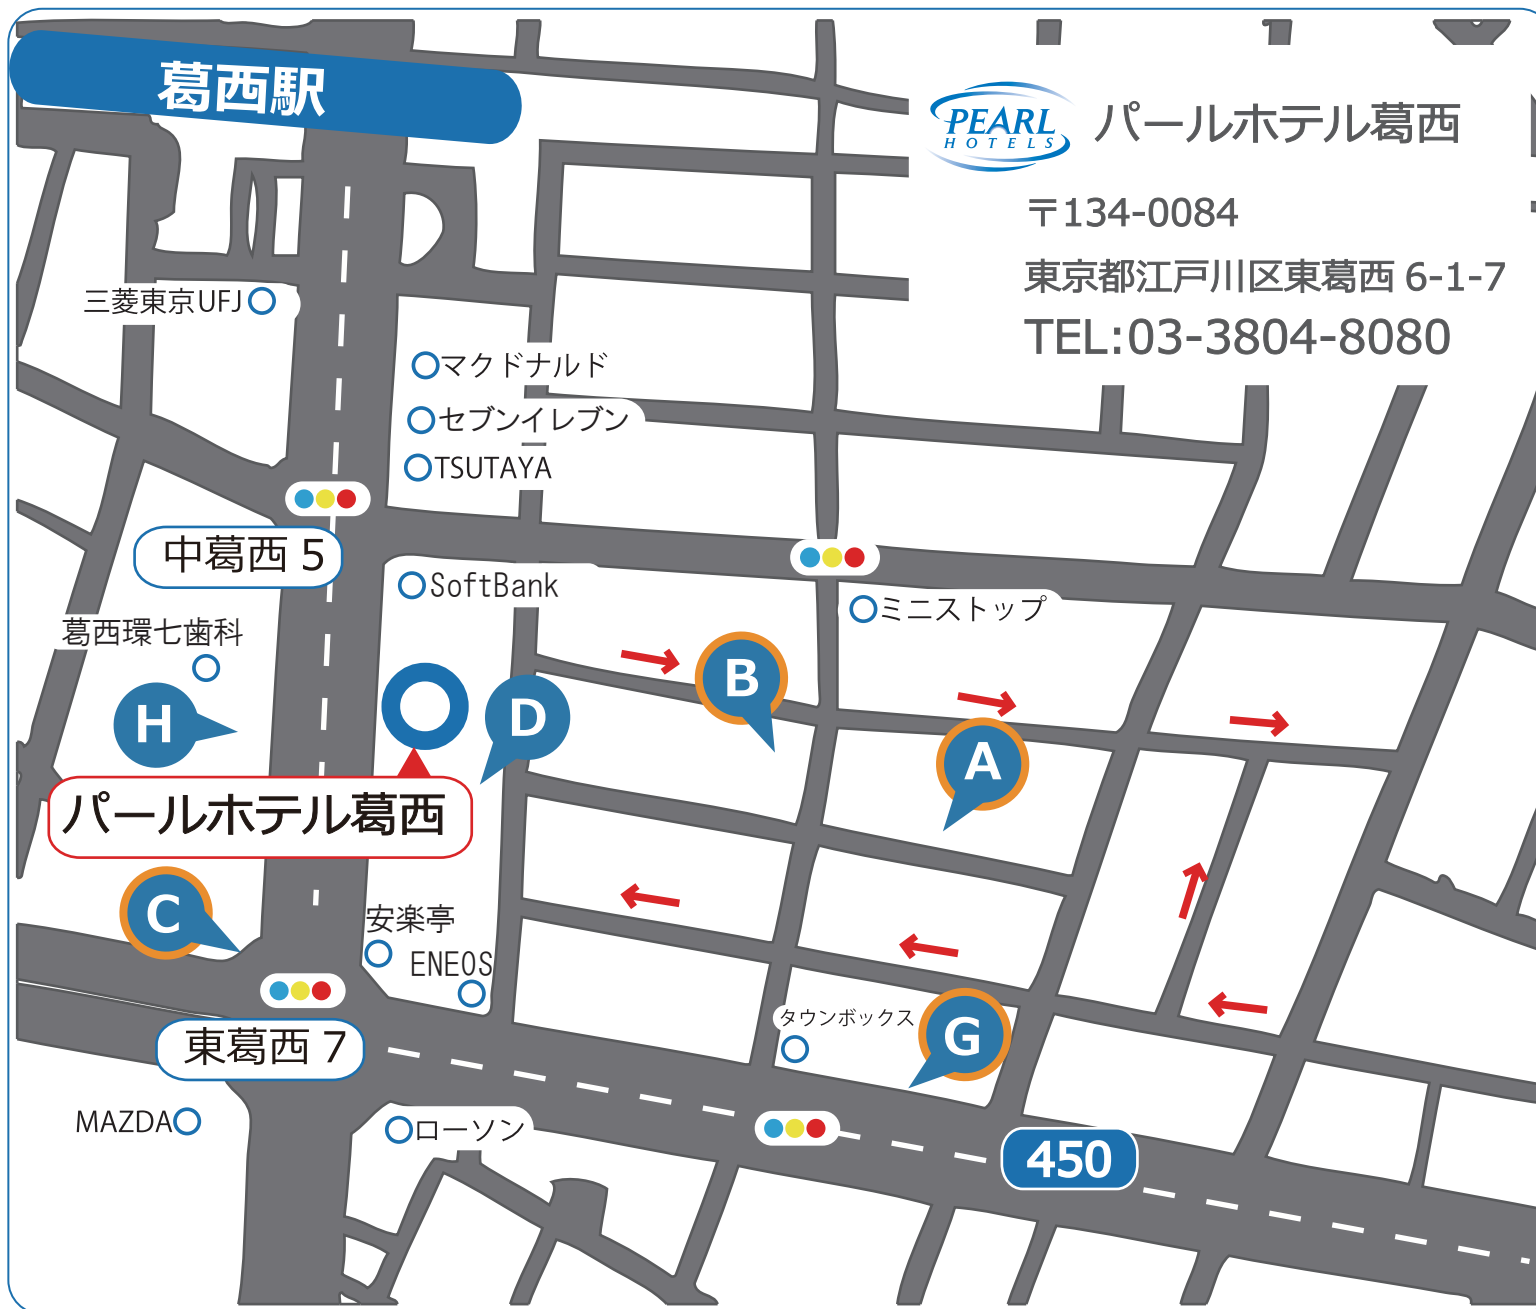 葛西駅
PEARL
HOTELS
パールホテル葛西
〒134-0084
東京都江戸川区東葛西 6-1-7
TEL:03-3804-8080
三菱東京UFJ
マクドナルド
セブンイレブン
TSUTAYA
中葛西 5
SoftBank
ミニストップ
葛西環七歯科
B
H
D
A
パールホテル葛西
C
安楽亭
ENEOS
タウンボックス
G
東葛西 7
MAZDA
ローソン
450